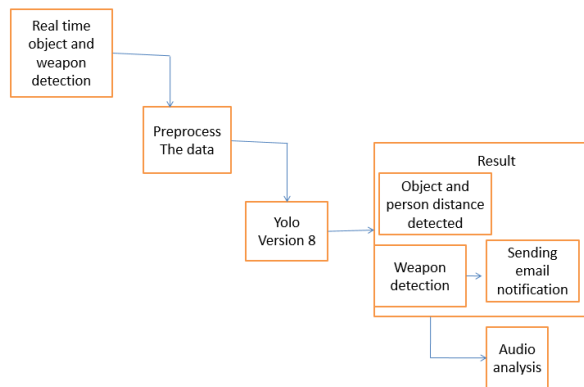 Real time
object and
weapon
detection
Preprocess
The data
Yolo
Version 8
Result
Object and
person distance
detected
Weapon
detection
Sending
email
notification
Audio
analysis